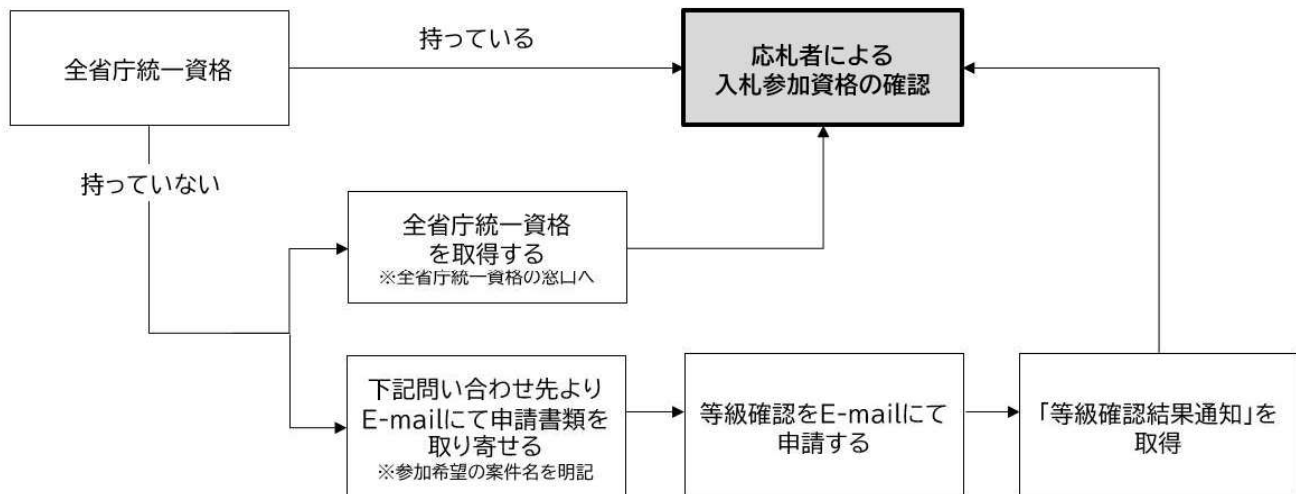 全省庁統一資格
持っている
応札者による
入札参加資格の確認
持っていない
全省庁統一資格
を取得する
※全省庁統一資格の窓口へ
下記問い合わせ先より
E-mailにて申請書類を
取り寄せる
※参加希望の案件名を明記
等級確認をE-mailにて
申請する
「等級確認結果通知」を
取得